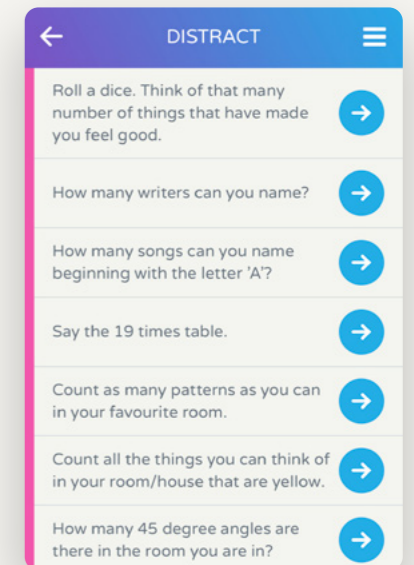 DISTRACT
Roll a dice. Think of that many
number of things that have made
you feel good.
How many writers can you name?
How many songs can you name
beginning with the letter 'A'?
Say the 19 times table.
Count as many patterns as you can
in your favourite room.
Count all the things you can think of
in your room/house that are yellow.
How many 45 degree angles are
there in the room you are in?